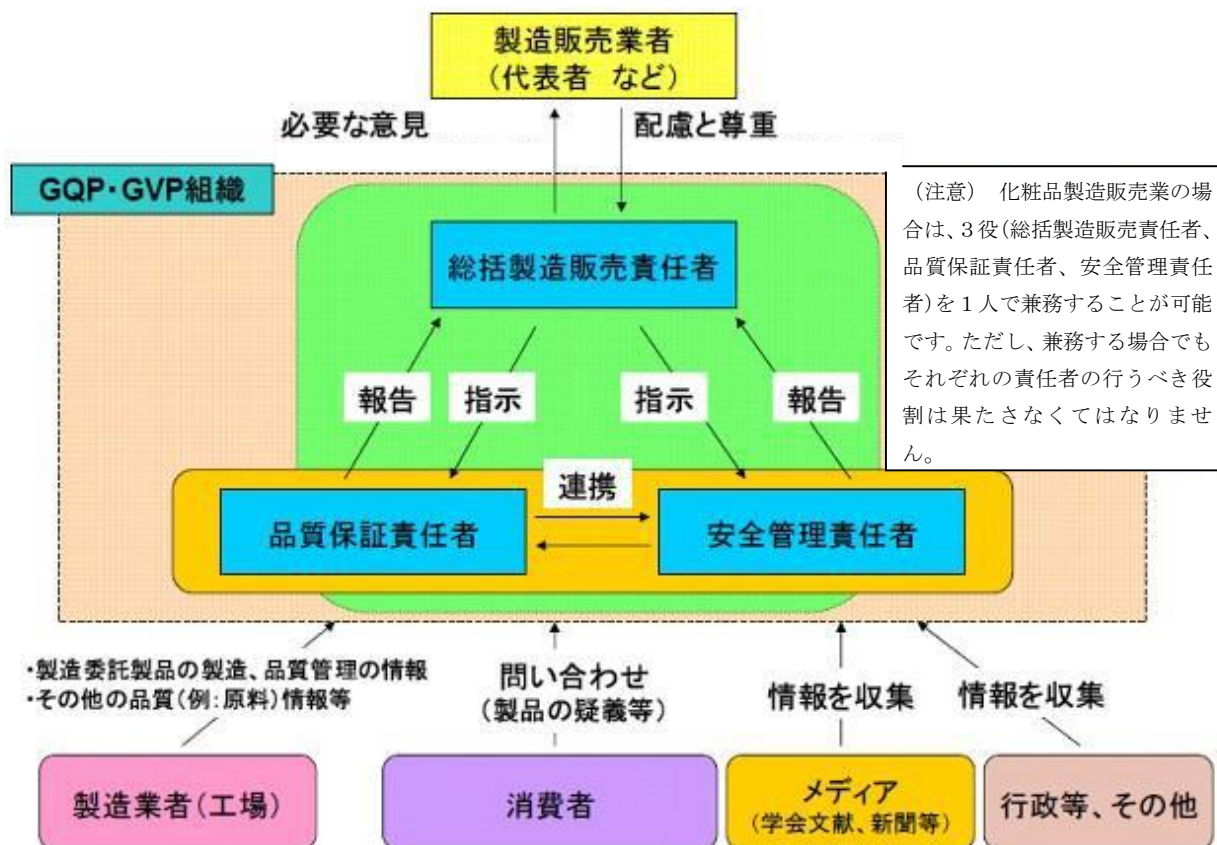 製造販売業者
(代表者 など)
必要な意見
配慮と尊重
GQP・GVP組織
(注意) 化粧品製造販売業の場
合は、3役(総括製造販売責任者、
品質保証責任者、安全管理責任
者)を1人で兼務することが可能
です。ただし、兼務する場合でも
それぞれの責任者の行うべき役
割は果たさなくてはなりませ
ん。
総括製造販売責任者
報告
指示
指示
報告
連携
品質保証責任者
安全管理責任者
・製造委託製品の製造、品質管理の情報
・その他の品質(例:原料)情報等
問い合わせ
(製品の疑義等)
情報を収集
情報を収集
製造業者(工場)
消費者
メディア
(学会文献、新聞等)
行政等、その他